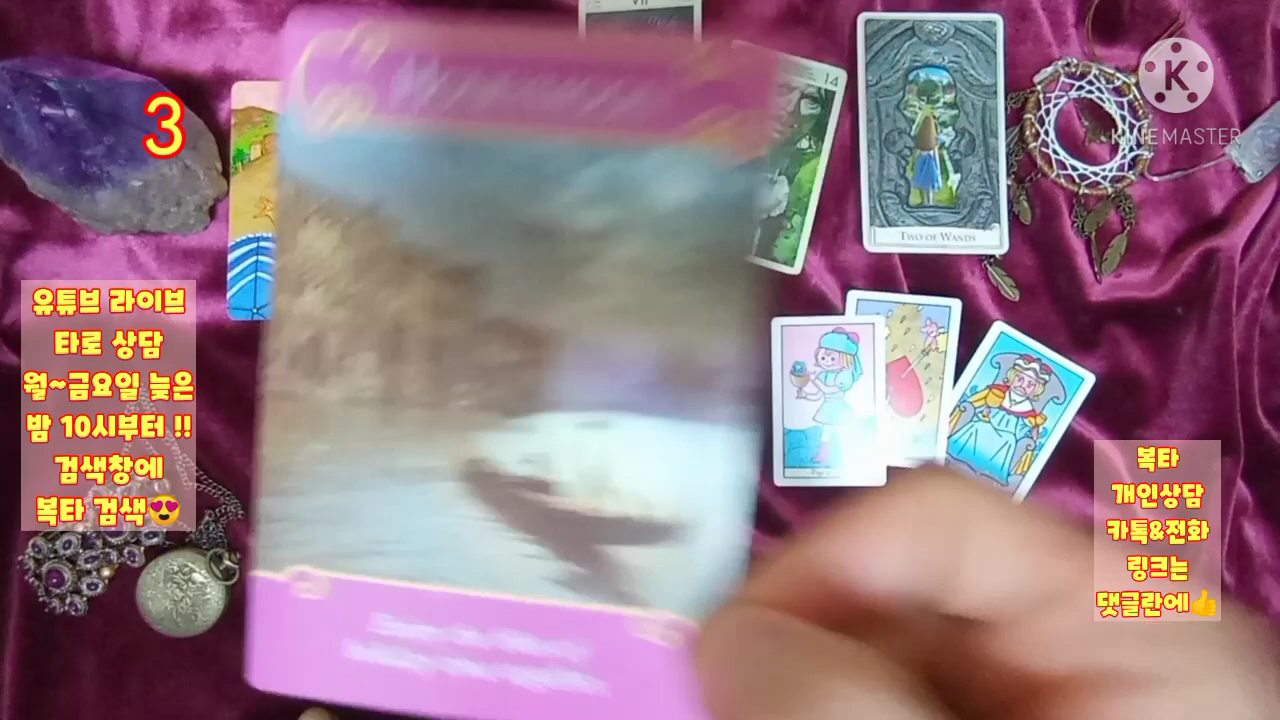 VII
14
3
K
KINEMASTER
TWO OF WANDS
유튜브 라이브
타로 상담
월~금요일 늦은
밤 10시부터 !!
검색창에
복타 검색😍
복타
개인상담
카톡&전화
링크는
댓글란에👍